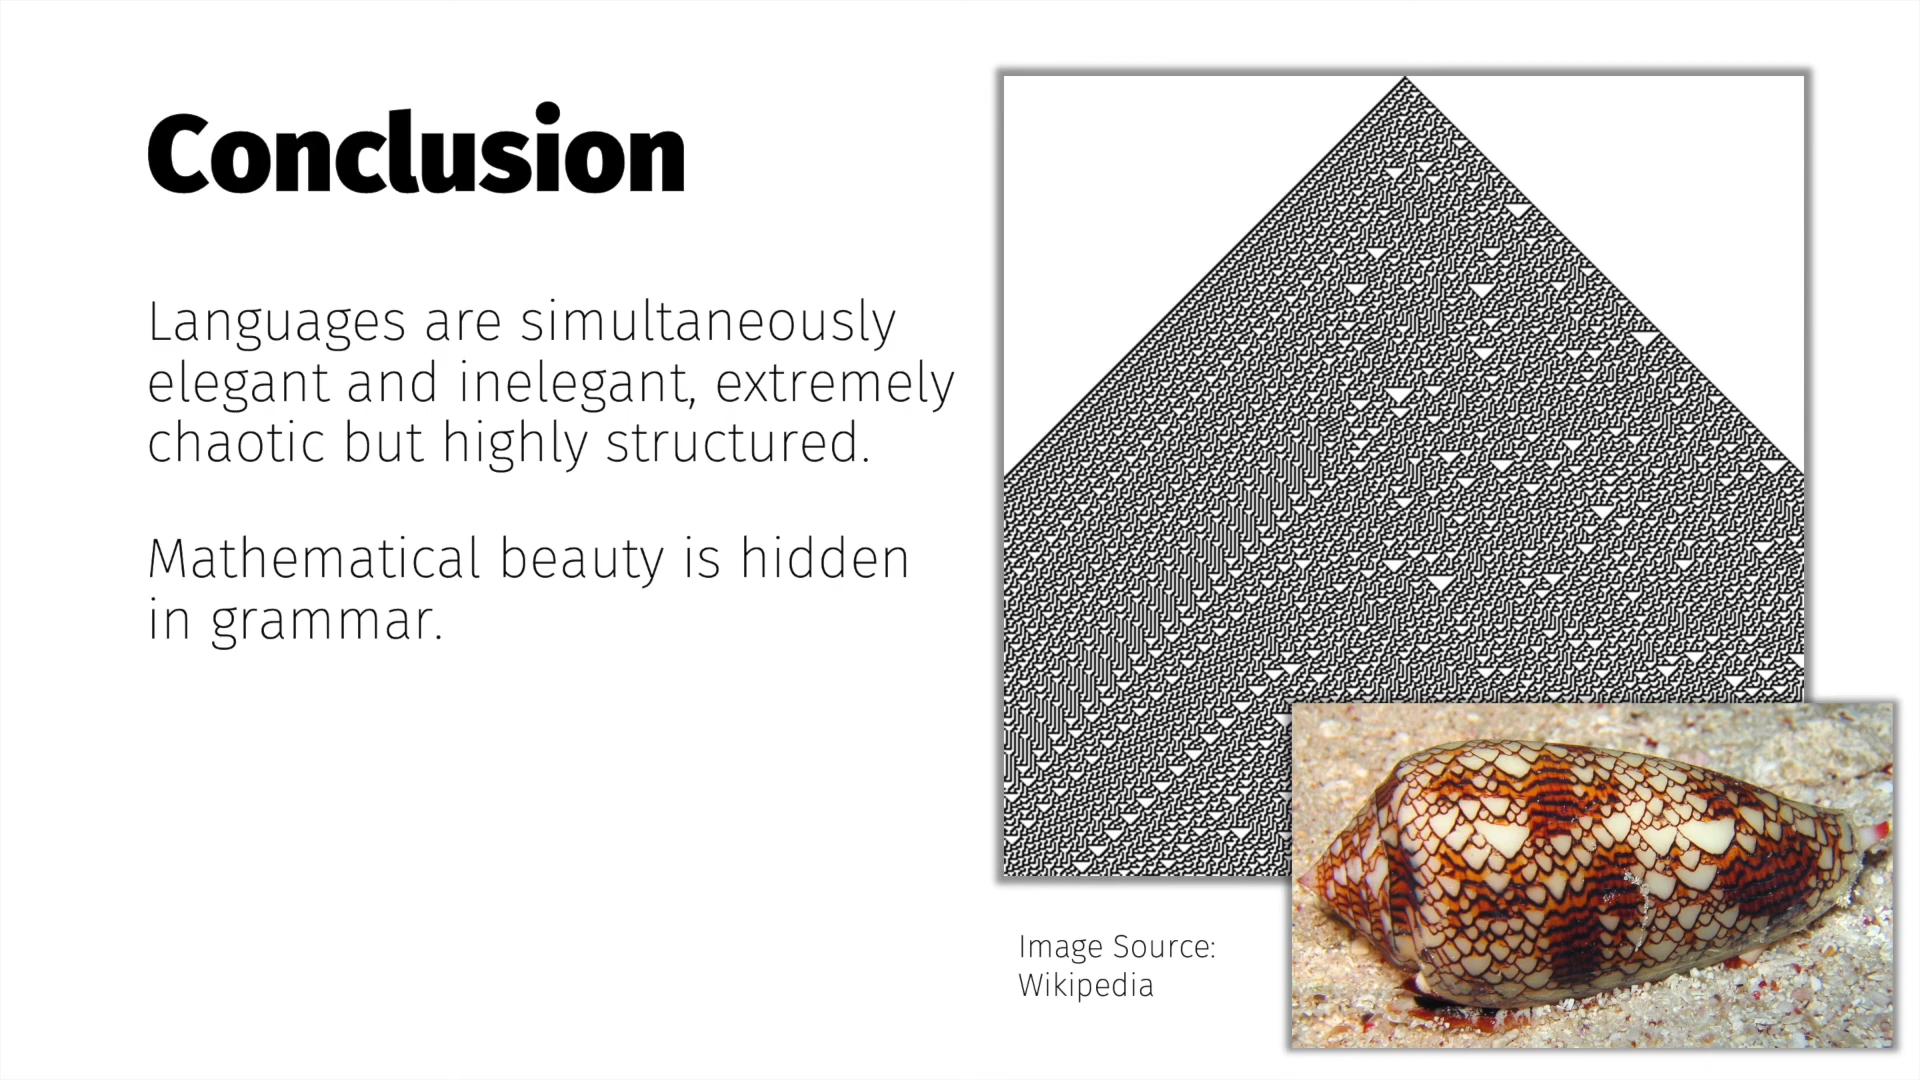 Conclusion
Languages are simultaneously
elegant and inelegant, extremely
chaotic but highly structured.
Mathematical beauty is hidden
in grammar.
Image Source:
Wikipedia